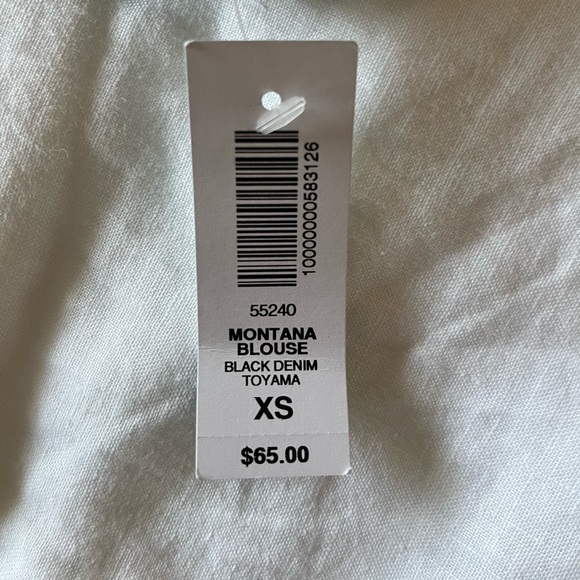 10000000583126
55240
MONTANA
BLOUSE
BLACK DENIM
TOYAMA
XS
$65.00